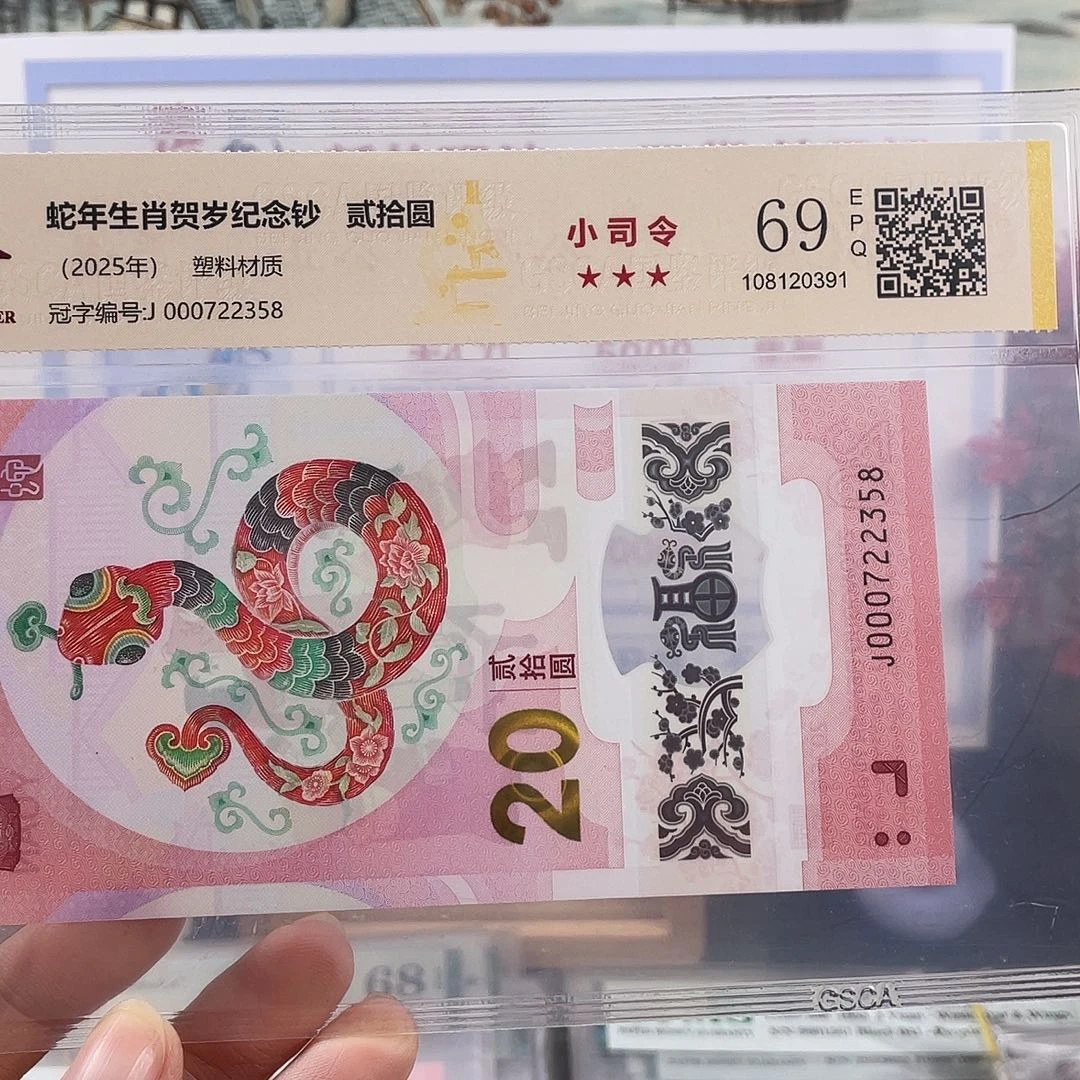 蛇年生肖贺岁纪念钞 贰拾圆
(2025年) 塑料材质
冠字编号:J 000722358
ER
小司令
★★★
69
EPQ
108120391
贰拾圆
20
J000722358
68
GSCA